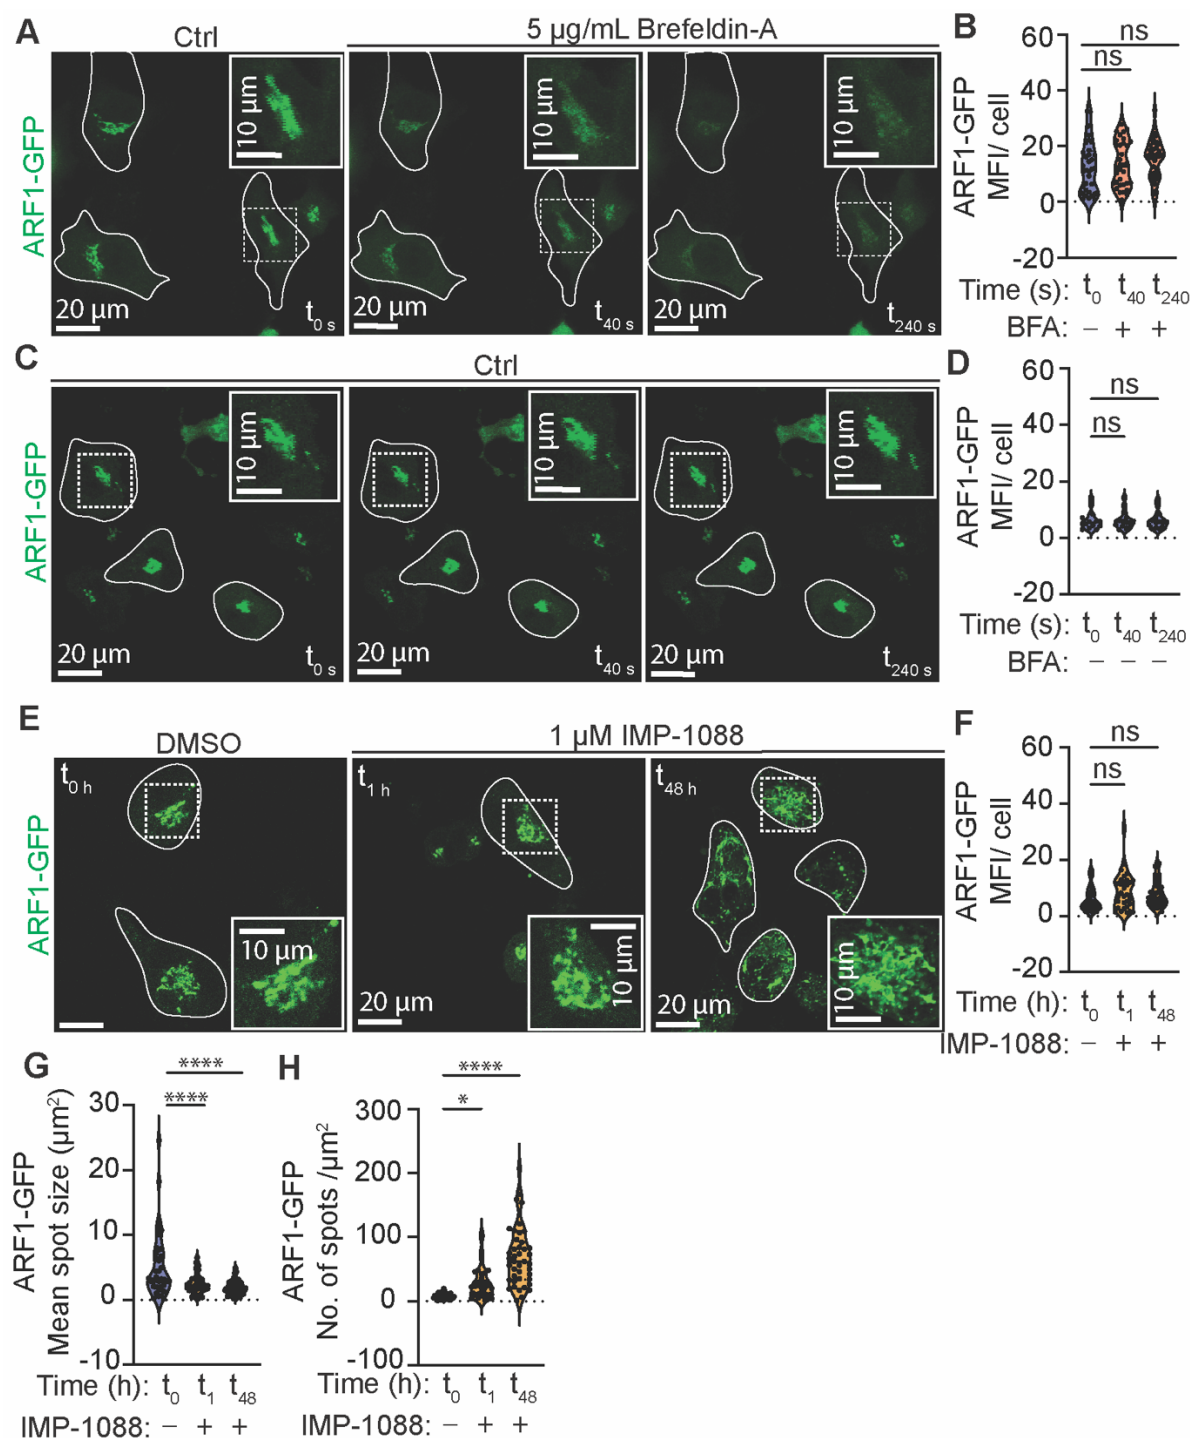 A
Ctrl
5 µg/mL Brefeldin-A
ARF1-GFP
10 µm
20 µm
t0 s
10 µm
20 µm
t40 s
10 µm
20 µm
t240 s
B
ARF1-GFP
MFI/ cell
60
40
20
0
-20
ns
ns
Time (s): t0 t40 t240
BFA: – + +
C
Ctrl
ARF1-GFP
10 µm
20 µm
t0 s
10 µm
20 µm
t40 s
10 µm
20 µm
t240 s
D
ARF1-GFP
MFI/ cell
60
40
20
0
-20
ns
ns
Time (s): t0 t40 t240
BFA: – – –
E
DMSO
1 µM IMP-1088
ARF1-GFP
t0 h
10 µm
t1 h
10 µm
20 µm
t48 h
10 µm
20 µm
F
ARF1-GFP
MFI/ cell
60
40
20
0
-20
ns
ns
Time (h): t0 t1 t48
IMP-1088: – + +
G
ARF1-GFP
Mean spot size (µm2)
30
20
10
0
-10
****
****
Time (h): t0 t1 t48
IMP-1088: – + +
H
ARF1-GFP
No. of spots /µm2
300
200
100
0
-100
****
*
Time (h): t0 t1 t48
IMP-1088: – + +